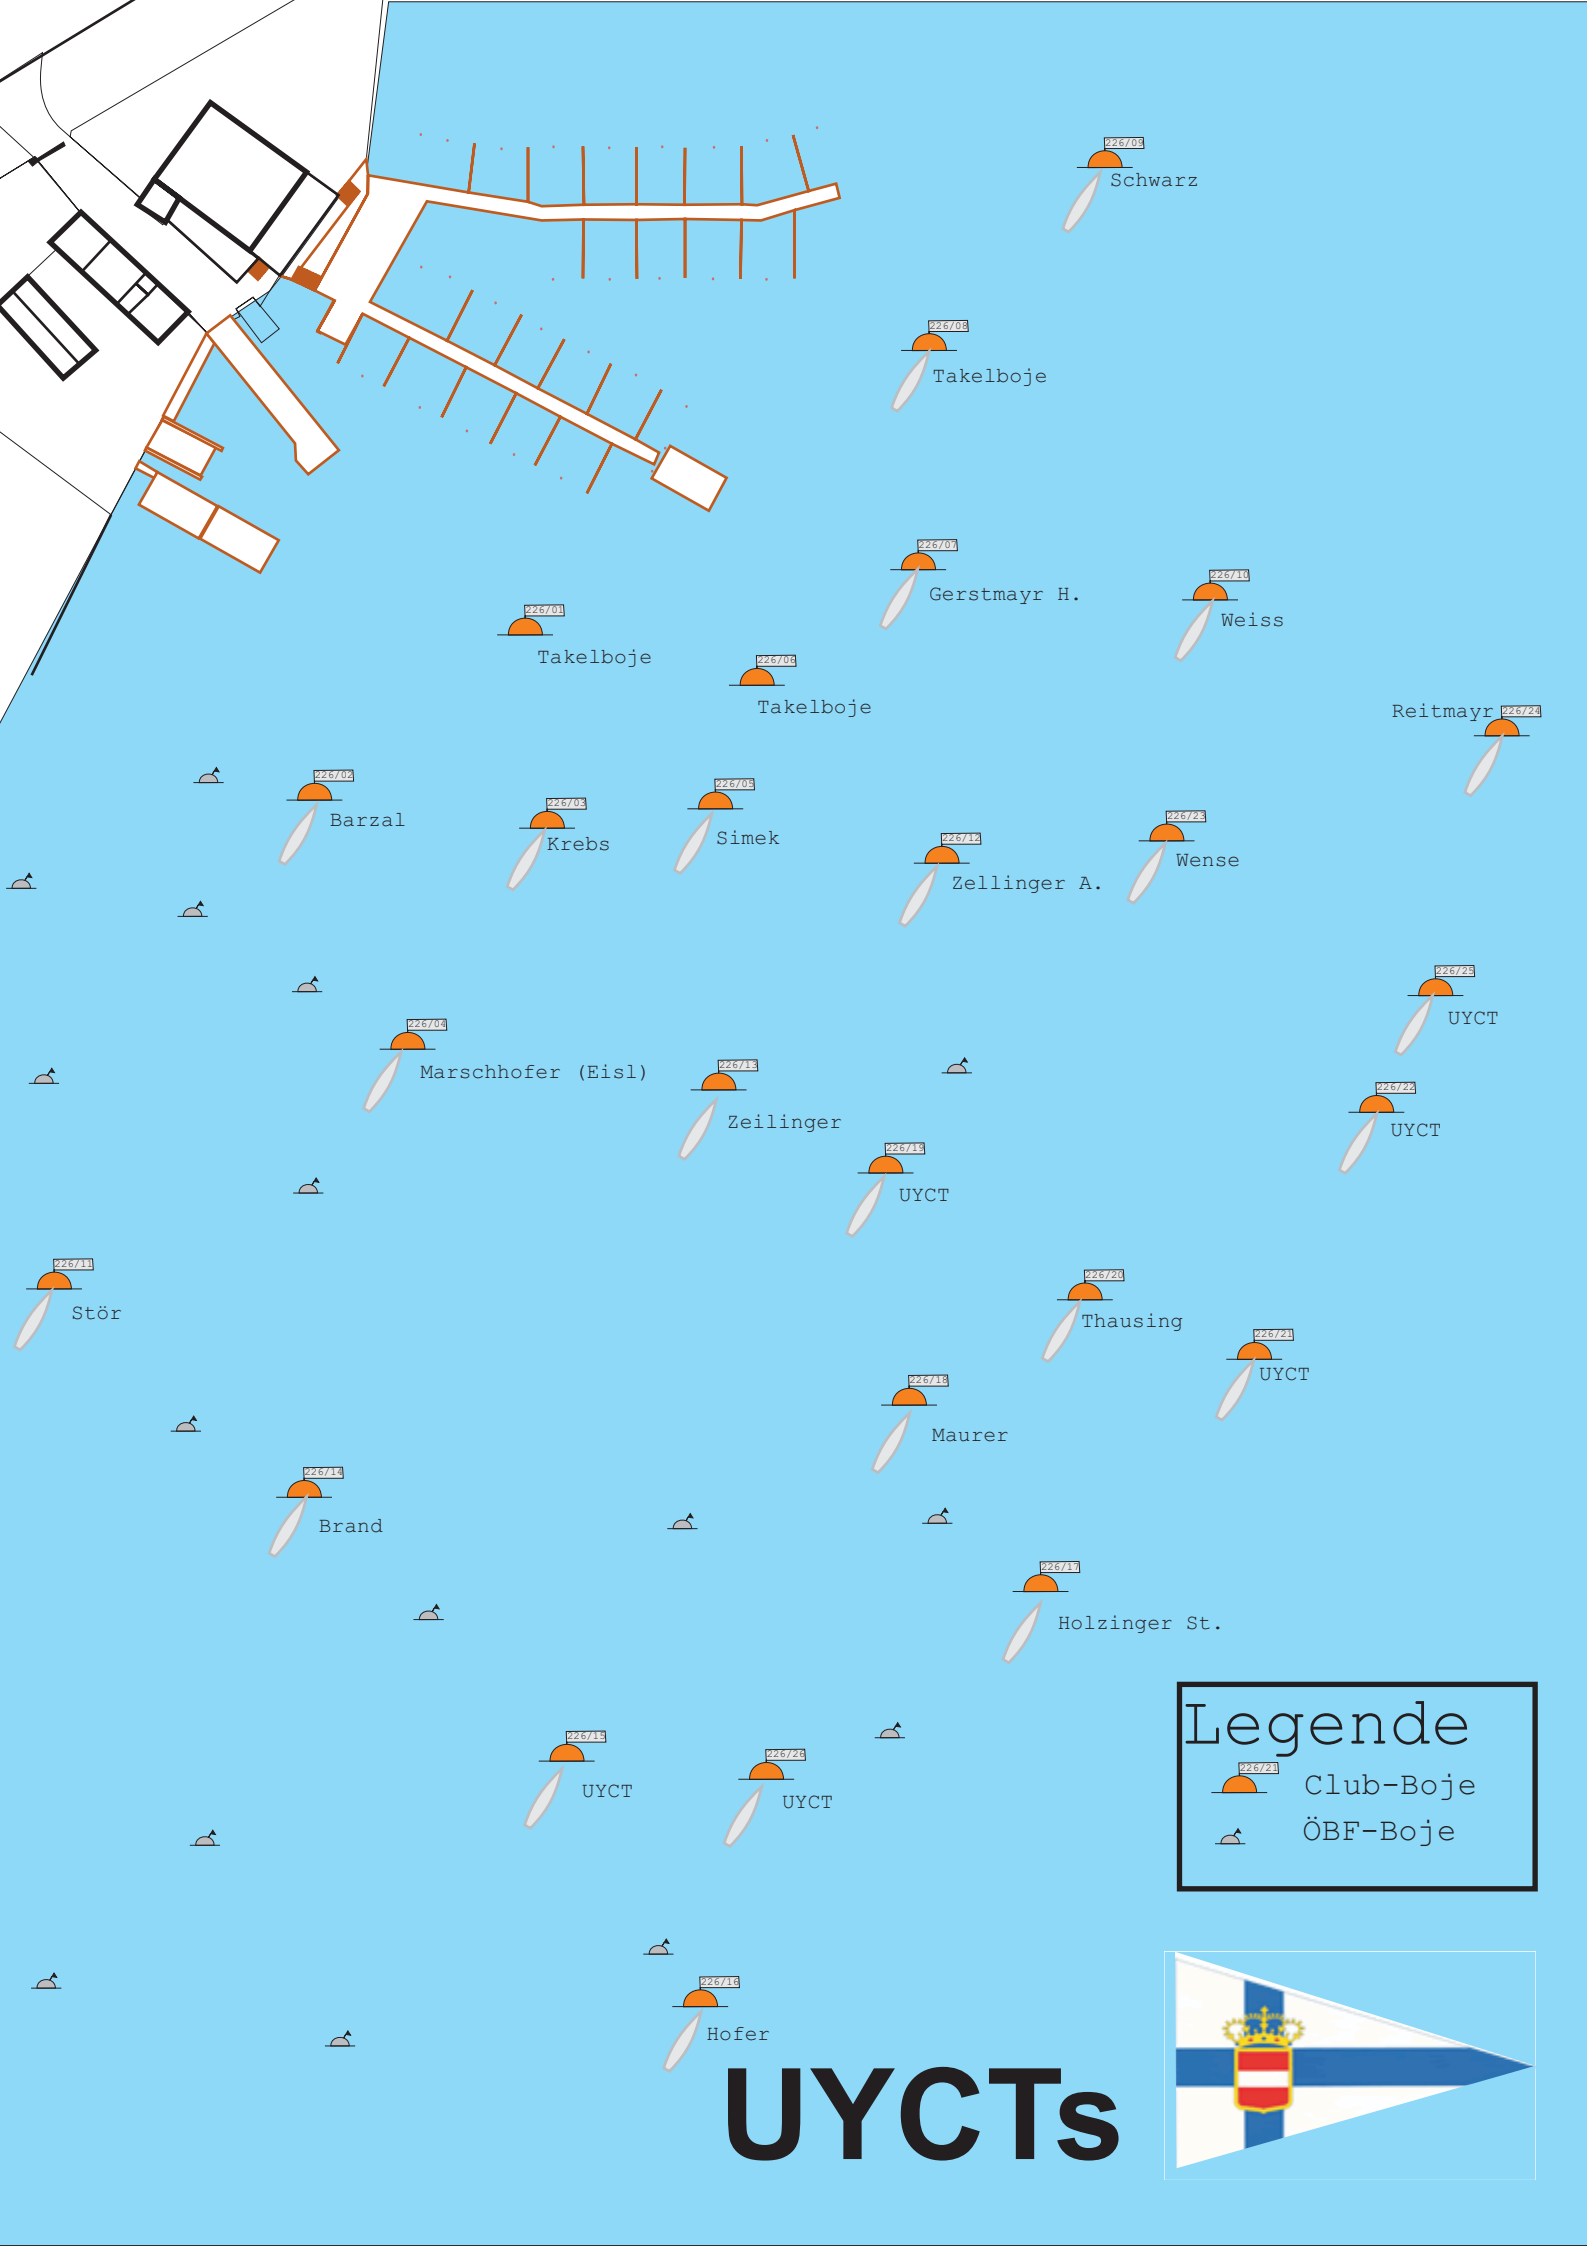 226/09
Schwarz
226/08
Takelboje
226/07
Gerstmayr H.
226/10
Weiss
226/01
Takelboje
226/06
Takelboje
Reitmayr 226/24
226/02
Barzal
226/03
Krebs
226/05
Simek
226/12
Zellinger A.
226/23
Wense
226/25
UYCT
226/04
Marschhofer (Eisl)
226/13
Zeilinger
226/22
UYCT
226/19
UYCT
226/11
Stör
226/20
Thausing
226/21
UYCT
226/18
Maurer
226/14
Brand
226/17
Holzinger St.
226/15
UYCT
226/26
UYCT
Legende
226/21
Club-Boje
ÖBF-Boje
226/16
Hofer
UYCTs